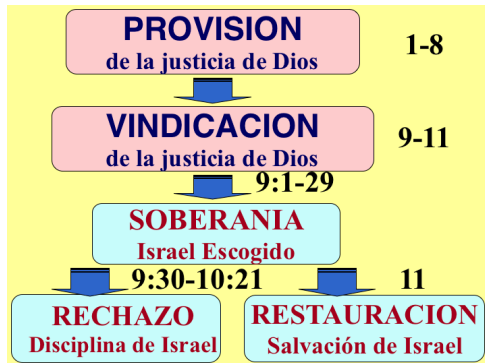 PROVISION
de la justicia de Dios
1-8
VINDICACION
de la justicia de Dios
9-11
9:1-29
SOBERANIA
Israel Escogido
9:30-10:21
11
RECHAZO
Disciplina de Israel
RESTAURACION
Salvación de Israel